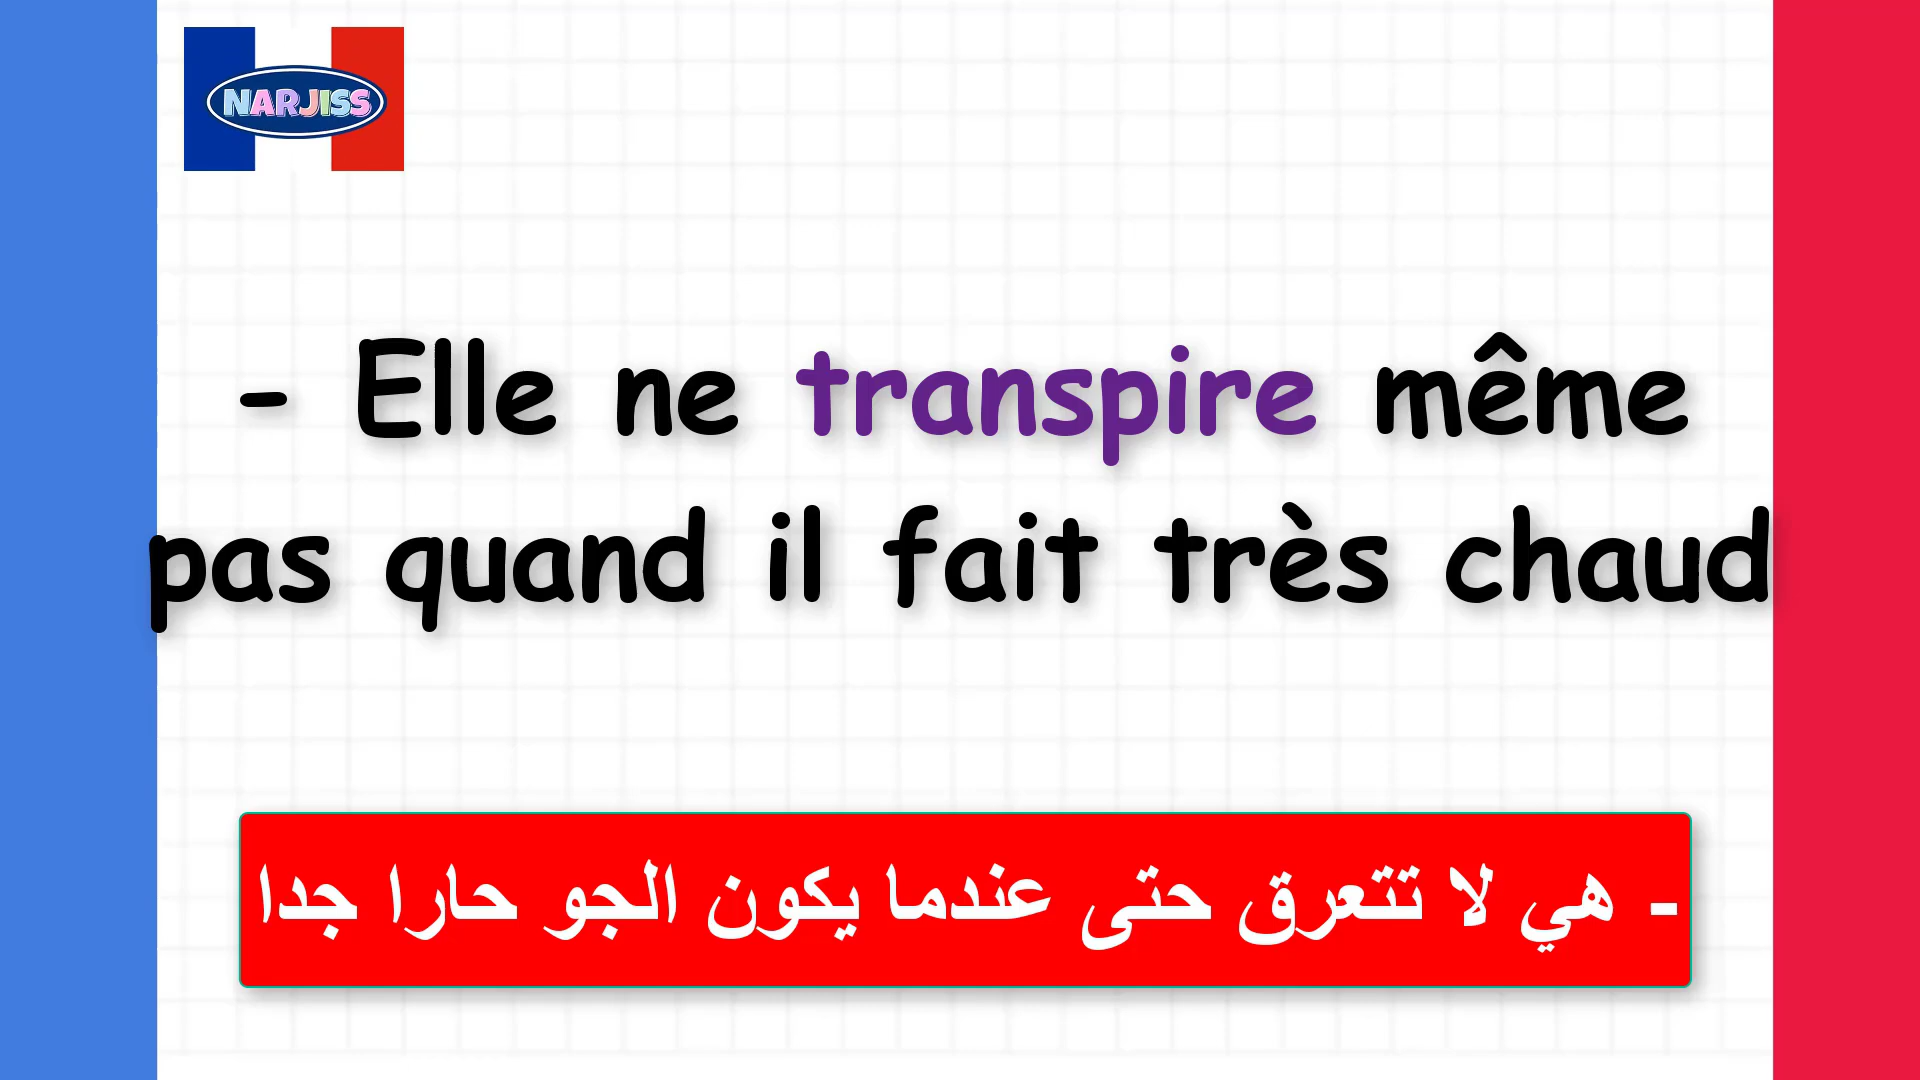 NARJISS
- Elle ne transpire même
pas quand il fait très chaud
- هي لا تتعرق حتى عندما يكون الجو حارا جدا